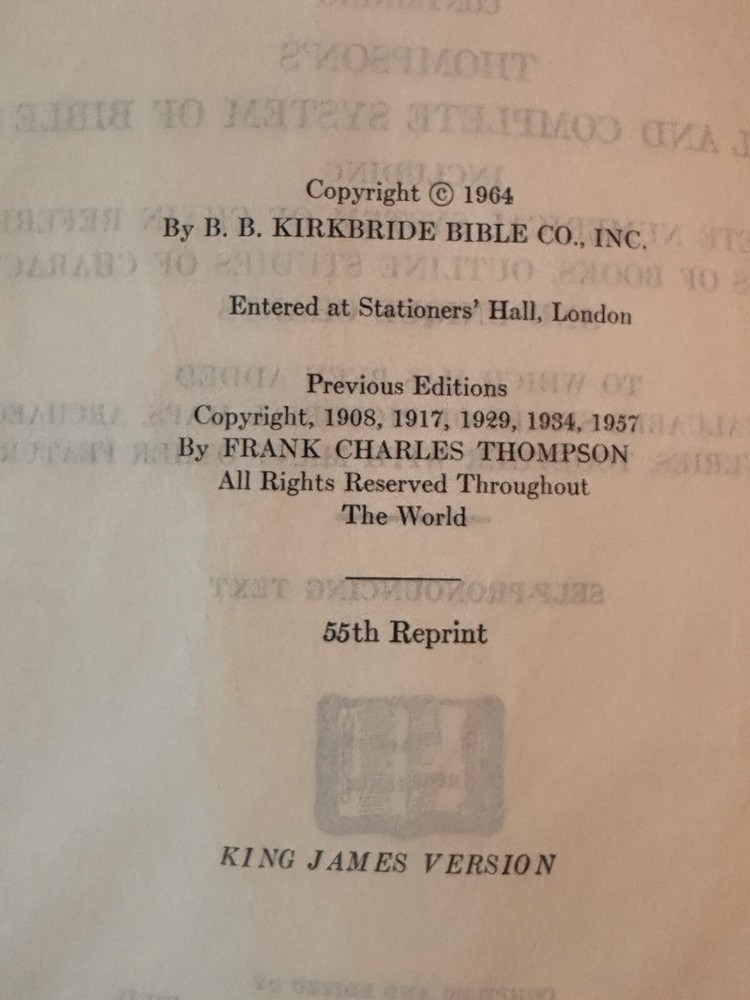 Copyright © 1964
By B. B. KIRKBRIDE BIBLE CO., INC.
Entered at Stationers' Hall, London
Previous Editions
Copyright, 1908, 1917, 1929, 1934, 1957
By FRANK CHARLES THOMPSON
All Rights Reserved Throughout
The World
55th Reprint
KING JAMES VERSION